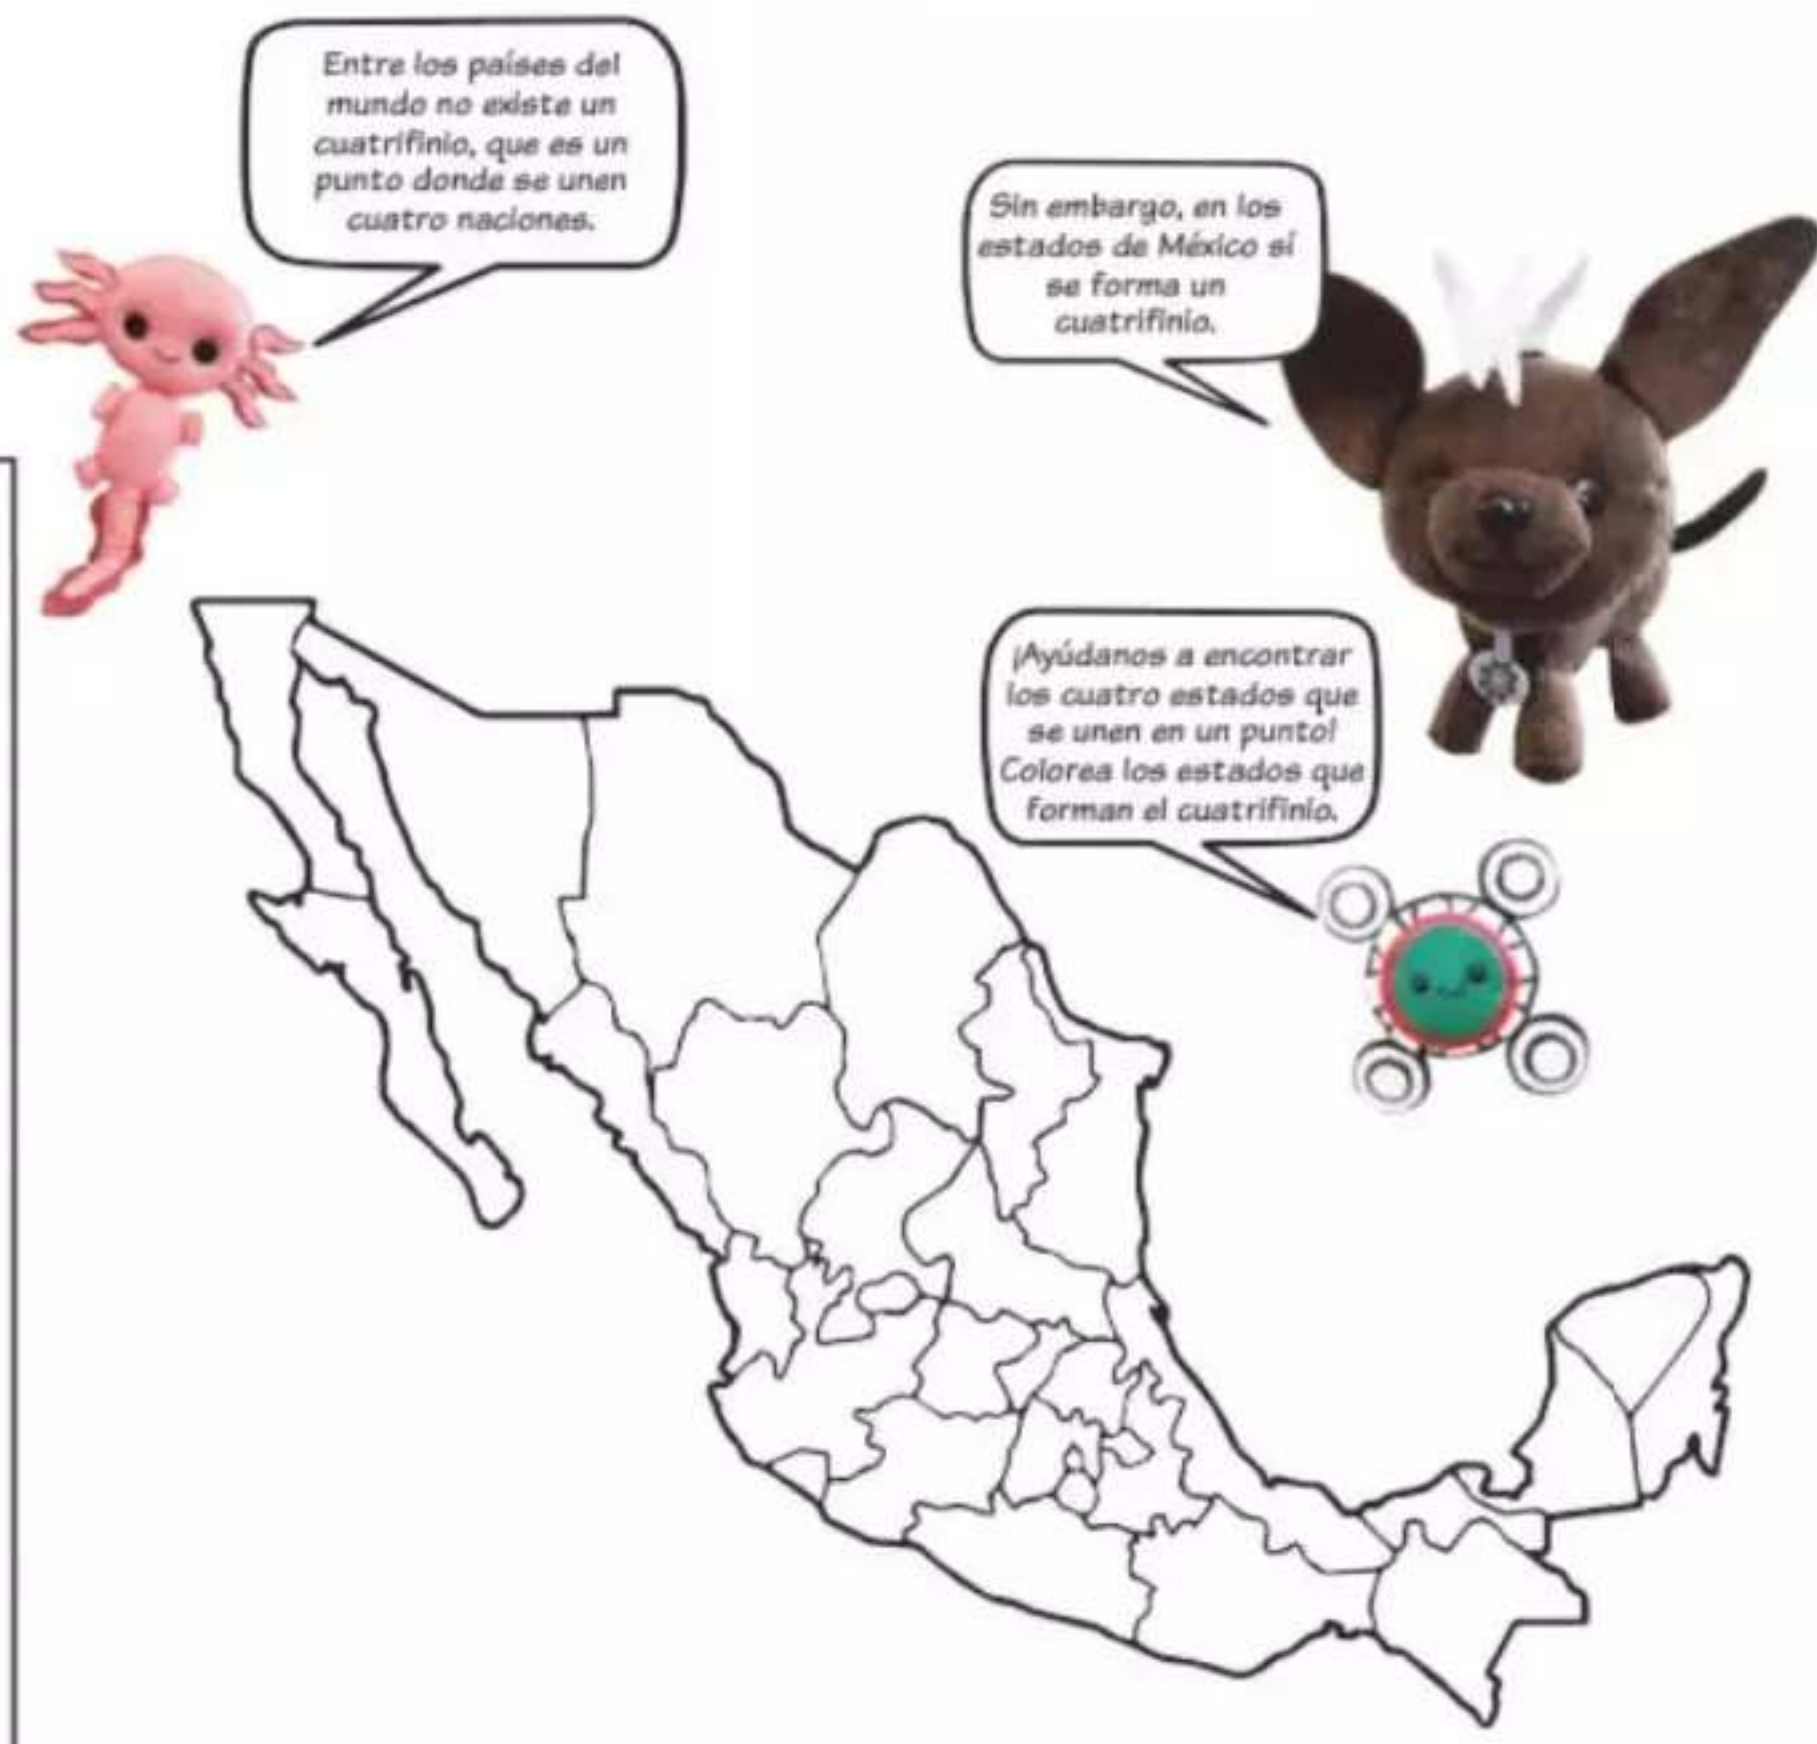 Entre los países del
mundo no existe un
cuatrifinio, que es un
punto donde se unen
cuatro naciones.
Sin embargo, en los
estados de México sí
se forma un
cuatrifinio.
¡Ayúdanos a encontrar
los cuatro estados que
se unen en un punto!
Colorea los estados que
forman el cuatrifinio.